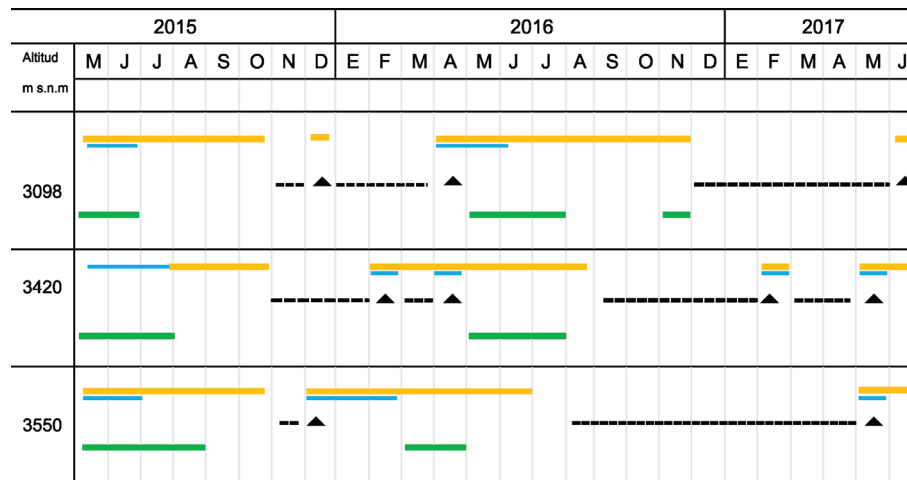 2015 2016 2017
Altitud M J J A S O N D E F M A M J J A S O N D E F M A M J
m s.n.m
3098
3420
3550